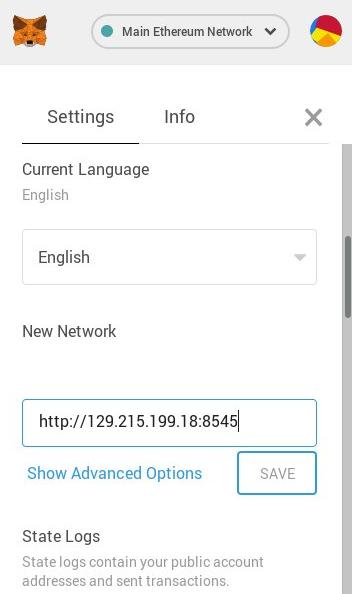 Main Ethereum Network
Settings
Info
Current Language
English
English
New Network
http://129.215.199.18:8545
Show Advanced Options
SAVE
State Logs
State logs contain your public account
addresses and sent transactions.